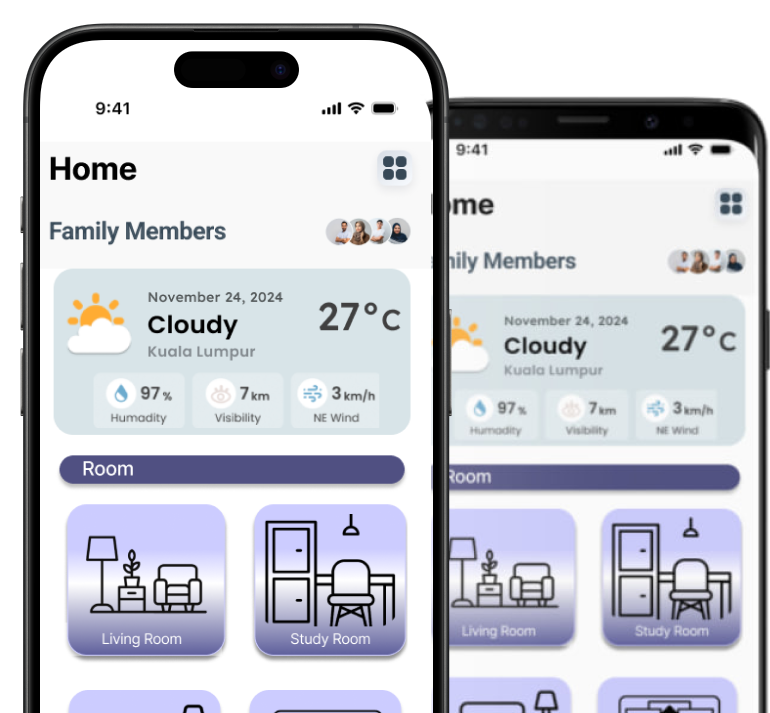 9:41
Home
Family Members
November 24, 2024
Cloudy
27°C
Kuala Lumpur
97%
7km
3km/h
Humadity
Visibility
NE Wind
Room
Living Room
Study Room
9:41
ome
ily Members
November 24, 2024
Cloudy
27°C
Kuala Lumpur
97%
7km
3km/h
Humadity
Visibility
NE Wind
Room
Living Room
Study Room